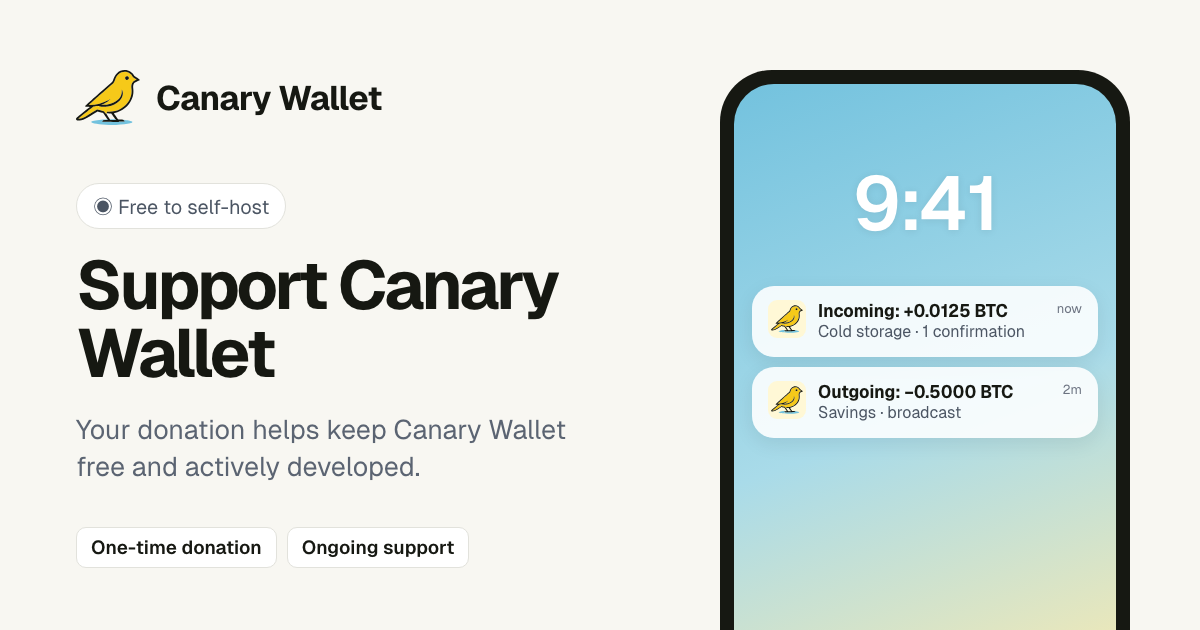 Canary Wallet
Free to self-host
Support Canary
Wallet
Your donation helps keep Canary Wallet
free and actively developed.
One-time donation
Ongoing support
9:41
Incoming: +0.0125 BTC
now
Cold storage · 1 confirmation
Outgoing: −0.5000 BTC
2m
Savings · broadcast